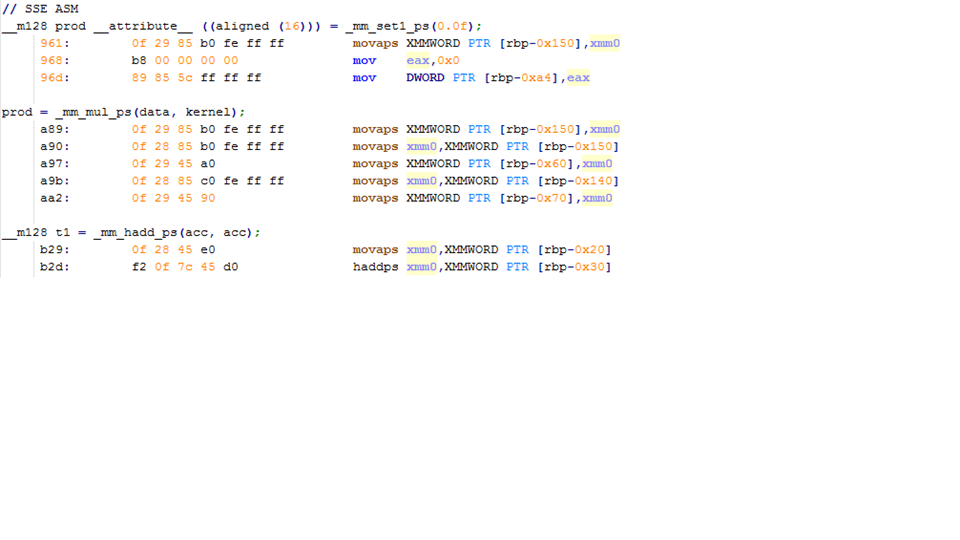 // SSE ASM
__m128 prod __attribute__ ((aligned (16))) = _mm_set1_ps(0.0f);
961: 0f 29 85 b0 fe ff ff movaps XMMWORD PTR [rbp-0x150],xmm0
968: b8 00 00 00 00 mov eax,0x0
96d: 89 85 5c ff ff ff mov DWORD PTR [rbp-0xa4],eax
prod = _mm_mul_ps(data, kernel);
a89: 0f 29 85 b0 fe ff ff movaps XMMWORD PTR [rbp-0x150],xmm0
a90: 0f 28 85 b0 fe ff ff movaps xmm0,XMMWORD PTR [rbp-0x150]
a97: 0f 29 45 a0 movaps XMMWORD PTR [rbp-0x60],xmm0
a9b: 0f 28 85 c0 fe ff ff movaps xmm0,XMMWORD PTR [rbp-0x140]
aa2: 0f 29 45 90 movaps XMMWORD PTR [rbp-0x70],xmm0
__m128 t1 = _mm_hadd_ps(acc, acc);
b29: 0f 28 45 e0 movaps xmm0,XMMWORD PTR [rbp-0x20]
b2d: f2 0f 7c 45 d0 haddps xmm0,XMMWORD PTR [rbp-0x30]